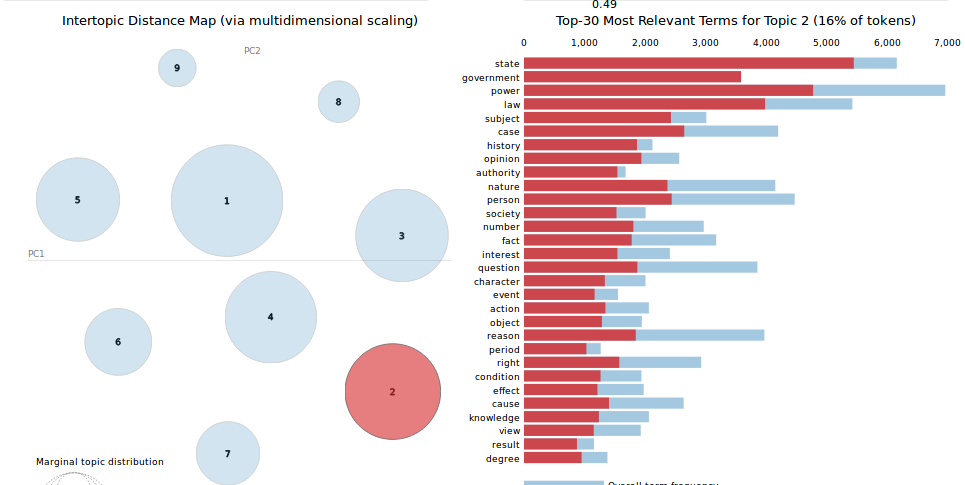 0.49
Intertopic Distance Map (via multidimensional scaling)
PC2
9
8
5
1
3
PC1
4
6
2
7
Marginal topic distribution
Top-30 Most Relevant Terms for Topic 2 (16% of tokens)
0 1,000 2,000 3,000 4,000 5,000 6,000 7,000
state
government
power
law
subject
case
history
opinion
authority
nature
person
society
number
fact
interest
question
character
event
action
object
reason
period
right
condition
effect
cause
knowledge
view
result
degree
Overall term frequency